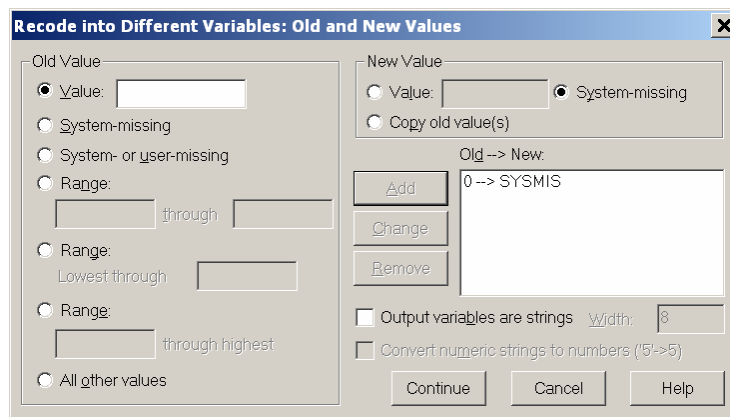 Recode into Different Variables: Old and New Values
Old Value
Value:
System-missing
System- or user-missing
Range:
through
Range:
Lowest through
Range:
through highest
All other values
New Value
Value:
System-missing
Copy old value(s)
Old --> New:
0 --> SYSMIS
Add
Change
Remove
Output variables are strings
Width:
8
Convert numeric strings to numbers ('5'->5)
Continue
Cancel
Help